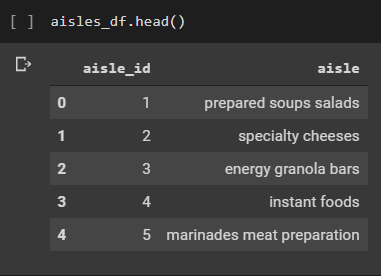 [ ] aisles_df.head()
aisle_id aisle
0 1 prepared soups salads
1 2 specialty cheeses
2 3 energy granola bars
3 4 instant foods
4 5 marinades meat preparation